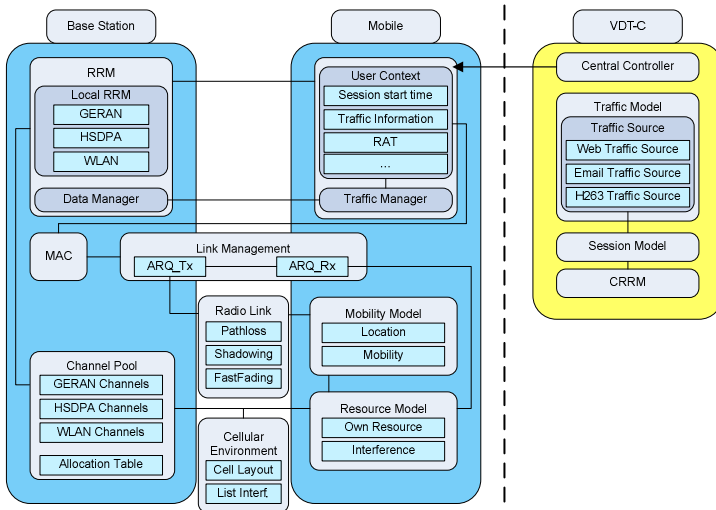 Base Station
Mobile
VDT-C
RRM
Local RRM
GERAN
HSDPA
WLAN
Data Manager
User Context
Session start time
Traffic Information
RAT
...
Traffic Manager
Central Controller
Traffic Model
Traffic Source
Web Traffic Source
Email Traffic Source
H263 Traffic Source
Session Model
CRRM
MAC
Link Management
ARQ_Tx
ARQ_Rx
Radio Link
Pathloss
Shadowing
FastFading
Mobility Model
Location
Mobility
Channel Pool
GERAN Channels
HSDPA Channels
WLAN Channels
Allocation Table
Resource Model
Own Resource
Interference
Cellular
Environment
Cell Layout
List Interf.